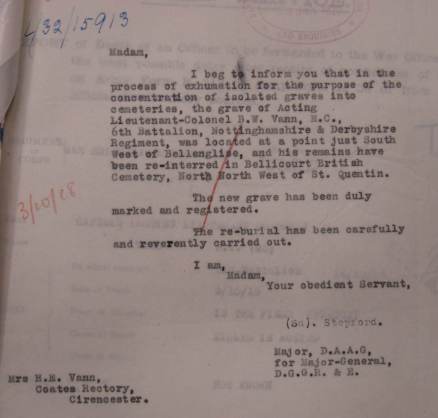 432/15913
Madam,
I beg to inform you that in the
process of exhumation for the purpose of the
concentration of isolated graves into
cemeteries, the grave of Acting
Lieutenant-Colonel B.W. Vann, M.C.,
6th Battalion, Nottinghamshire & Derbyshire
Regiment, was located at a point just South
West of Bellenglise, and his remains have
been re-interred in Bellicourt British
Cemetery, North North West of St. Quentin.
The new grave has been duly
marked and registered.
3/10/28
The re-burial has been carefully
and reverently carried out.
I am,
Madam,
Your obedient Servant,
(Sn). Stepford.
Major, D.A.A.G,
for Major-General,
D.G.G.R. & E.
Mrs H.E. Vann,
Coates Rectory,
Cirencester.